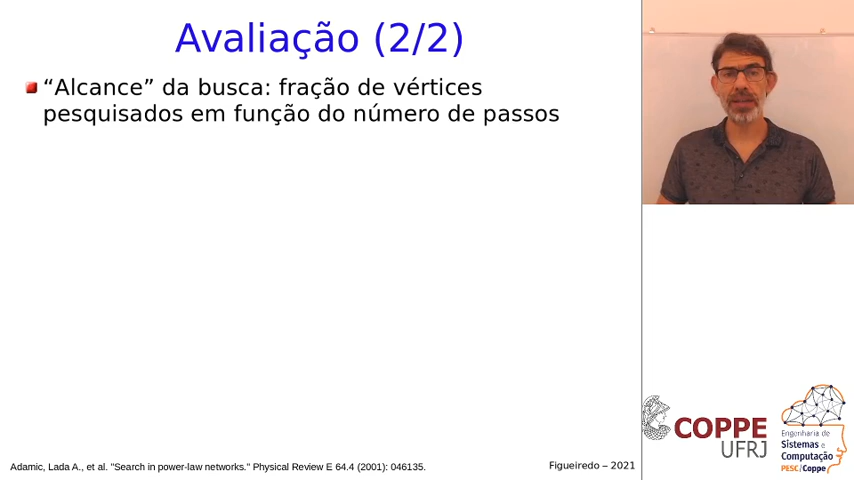 Avaliação (2/2)
“Alcance” da busca: fração de vértices
pesquisados em função do número de passos
COPPE
UFRJ
Engenharia de
Sistemas e
Computação
PESC/Coppe
Adamic, Lada A., et al. "Search in power-law networks." Physical Review E 64.4 (2001): 046135.
Figueiredo – 2021